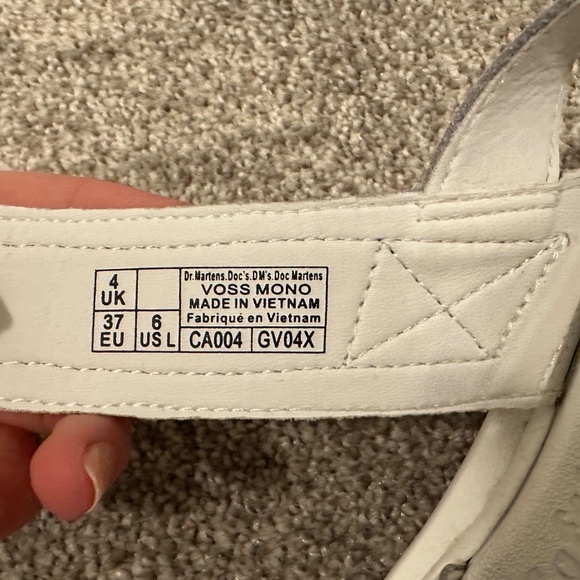 4 UK
37 EU
6 US L
Dr.Martens.Doc's.DM's.Doc Martens
VOSS MONO
MADE IN VIETNAM
Fabriqué en Vietnam
CA004 GV04X